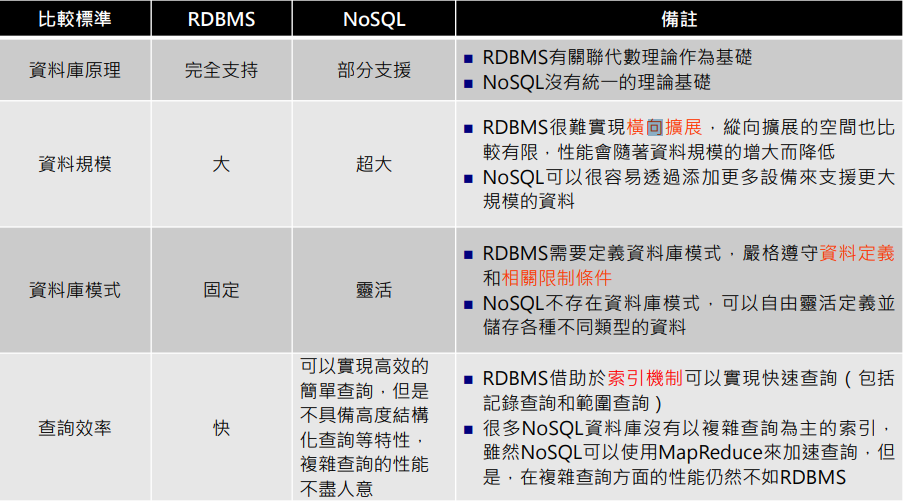 比較標準 RDBMS NoSQL 備註
資料庫原理 完全支持 部分支援
■ RDBMS有關聯代數理論作為基礎
■ NoSQL沒有統一的理論基礎
資料規模 大 超大
■ RDBMS很難實現橫向擴展，縱向擴展的空間也比
較有限，性能會隨著資料規模的增大而降低
■ NoSQL可以很容易透過添加更多設備來支援更大
規模的資料
資料庫模式 固定 靈活
■ RDBMS需要定義資料庫模式，嚴格遵守資料定義
和相關限制條件
■ NoSQL不存在資料庫模式，可以自由靈活定義並
儲存各種不同類型的資料
查詢效率 快
可以實現高效的
簡單查詢，但是
不具備高度結構
化查詢等特性，
複雜查詢的性能
不盡人意
■ RDBMS借助於索引機制可以實現快速查詢（包括
記錄查詢和範圍查詢）
■ 很多NoSQL資料庫沒有以複雜查詢為主的索引，
雖然NoSQL可以使用MapReduce來加速查詢，但
是，在複雜查詢方面的性能仍然不如RDBMS